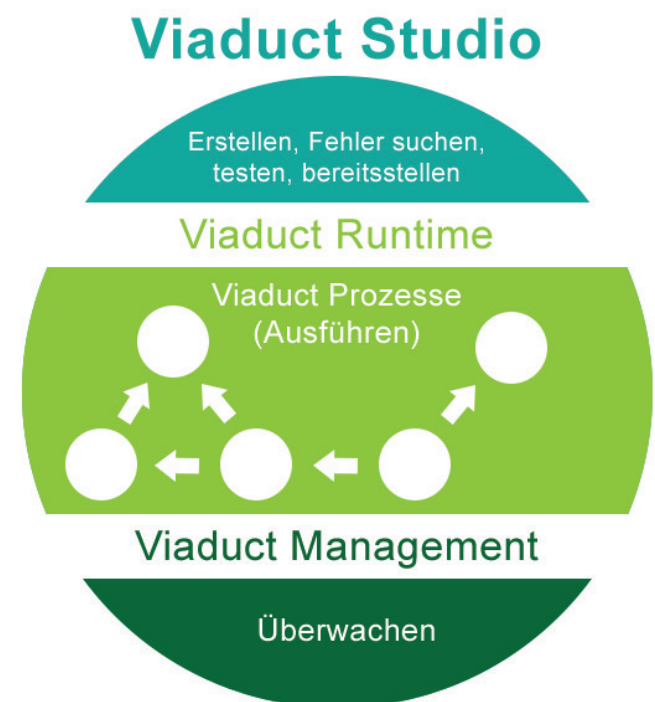 Viaduct Studio
Erstellen, Fehler suchen,
testen, bereitsstellen
Viaduct Runtime
Viaduct Prozesse
(Ausführen)
Viaduct Management
Überwachen